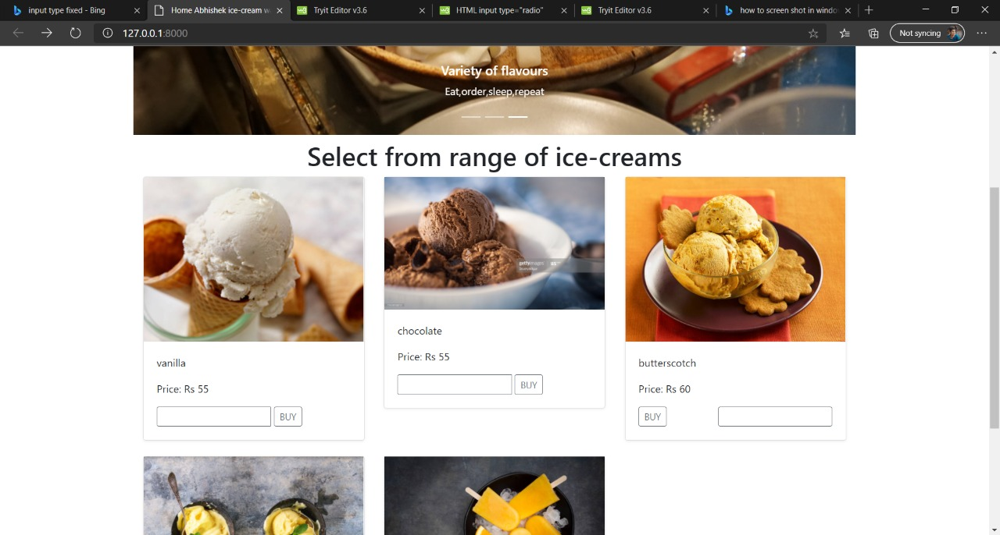 input type fixed - Bing
Home Abhishek ice-cream w
Tryit Editor v3.6
HTML input type="radio"
Tryit Editor v3.6
how to screen shot in windo
127.0.0.1:8000
Not syncing
Variety of flavours
Eat,order,sleep,repeat
Select from range of ice-creams
gettyimages
vanilla
Price: Rs 55
BUY
chocolate
Price: Rs 55
BUY
butterscotch
Price: Rs 60
BUY